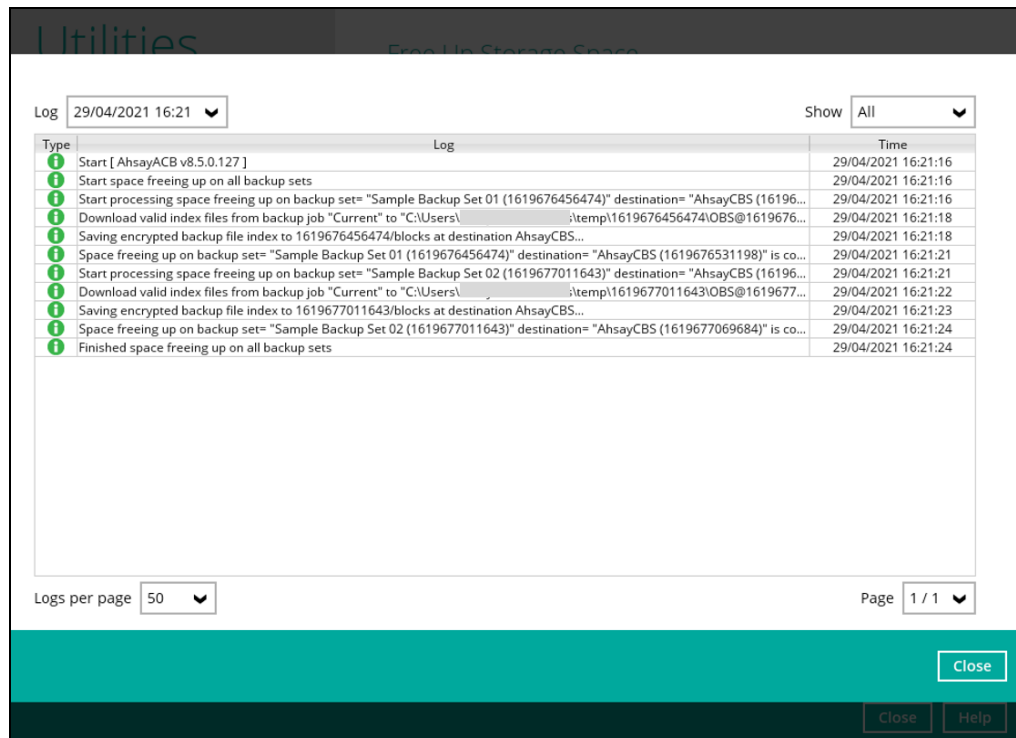 Utilities
Free Up Storage Space
Log 29/04/2021 16:21 Show All
Type Log Time
Start [ AhsayACB v8.5.0.127 ] 29/04/2021 16:21:16
Start space freeing up on all backup sets 29/04/2021 16:21:16
Start processing space freeing up on backup set= "Sample Backup Set 01 (1619676456474)" destination= "AhsayCBS (16196... 29/04/2021 16:21:16
Download valid index files from backup job "Current" to "C:\Users\ s\temp\1619676456474\OBS@1619676... 29/04/2021 16:21:18
Saving encrypted backup file index to 1619676456474/blocks at destination AhsayCBS... 29/04/2021 16:21:18
Space freeing up on backup set= "Sample Backup Set 01 (1619676456474)" destination= "AhsayCBS (1619676531198)" is co... 29/04/2021 16:21:21
Start processing space freeing up on backup set= "Sample Backup Set 02 (1619677011643)" destination= "AhsayCBS (16196... 29/04/2021 16:21:21
Download valid index files from backup job "Current" to "C:\Users\ s\temp\1619677011643\OBS@1619677... 29/04/2021 16:21:22
Saving encrypted backup file index to 1619677011643/blocks at destination AhsayCBS... 29/04/2021 16:21:23
Space freeing up on backup set= "Sample Backup Set 02 (1619677011643)" destination= "AhsayCBS (1619677069684)" is co... 29/04/2021 16:21:24
Finished space freeing up on all backup sets 29/04/2021 16:21:24
Logs per page 50 Page 1 / 1
Close
Close Help